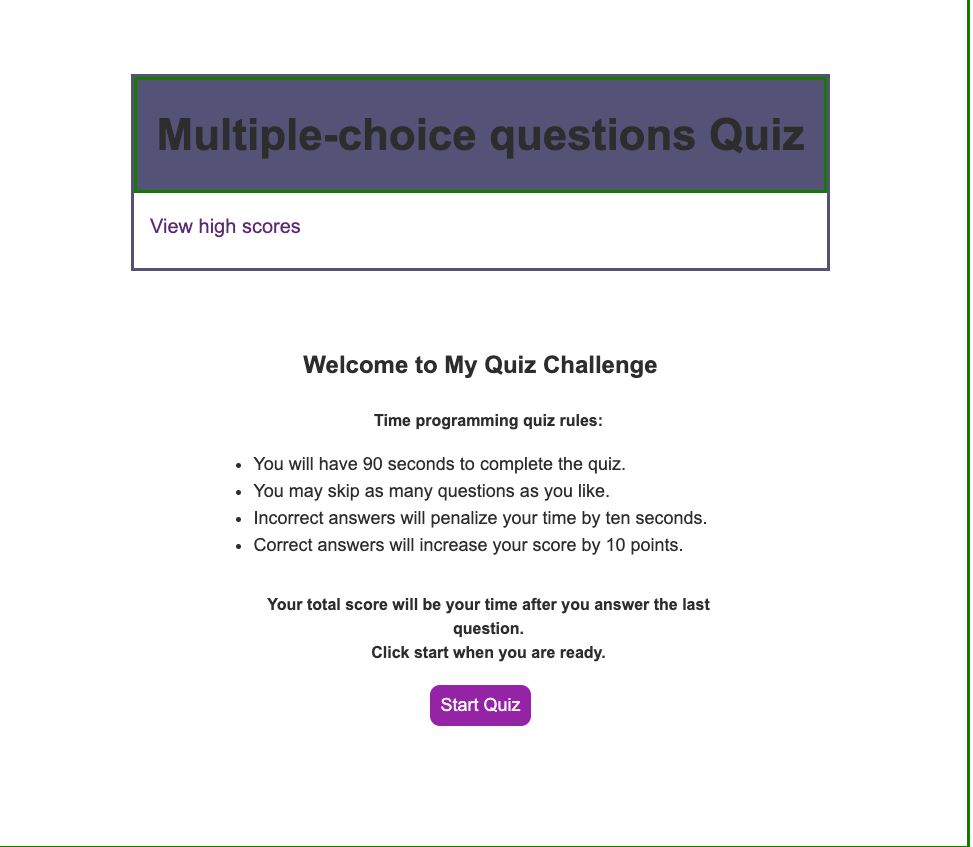 Multiple-choice questions Quiz
View high scores
Welcome to My Quiz Challenge
Time programming quiz rules:
• You will have 90 seconds to complete the quiz.
• You may skip as many questions as you like.
• Incorrect answers will penalize your time by ten seconds.
• Correct answers will increase your score by 10 points.
Your total score will be your time after you answer the last
question.
Click start when you are ready.
Start Quiz